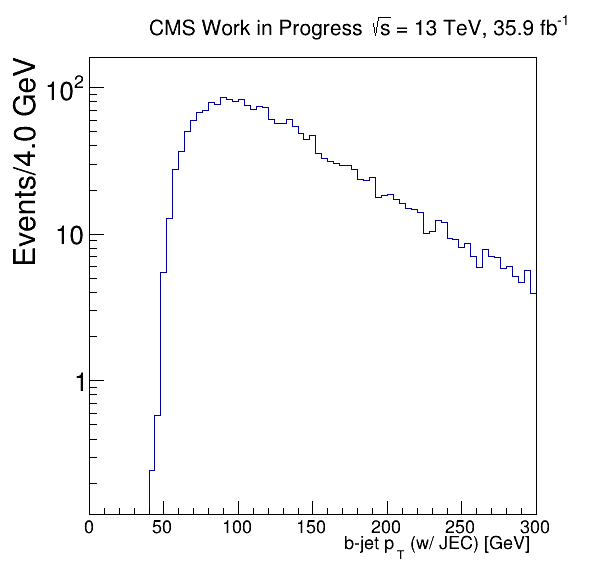 CMS Work in Progress √s = 13 TeV, 35.9 fb⁻¹
Events/4.0 GeV
10²
10
1
0 50 100 150 200 250 300
b-jet p_T (w/ JEC) [GeV]